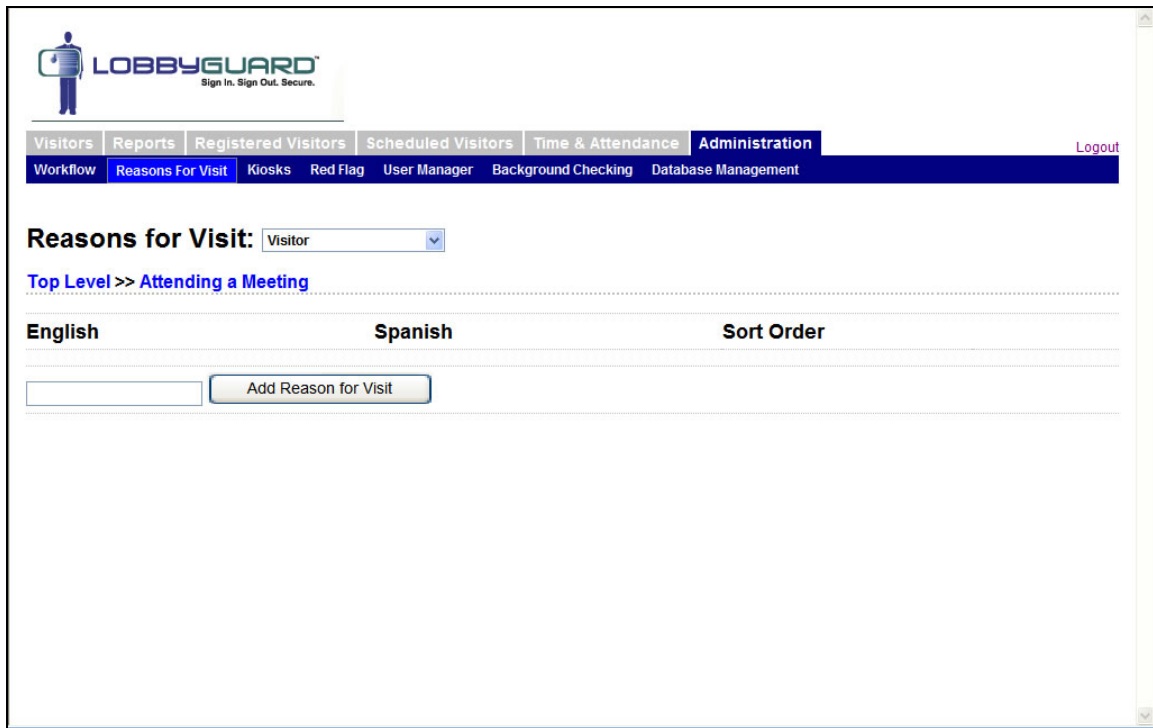 LOBBYGUARD™
Sign In. Sign Out. Secure.
Visitors Reports Registered Visitors Scheduled Visitors Time & Attendance Administration Logout
Workflow Reasons For Visit Kiosks Red Flag User Manager Background Checking Database Management
Reasons for Visit: Visitor
Top Level >> Attending a Meeting
English Spanish Sort Order
Add Reason for Visit